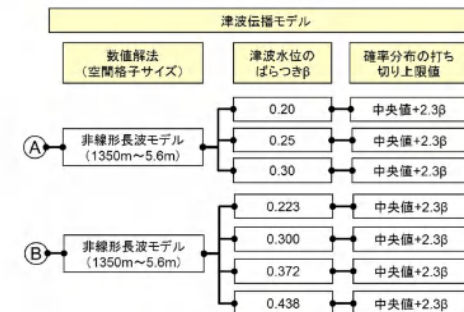 津波伝播モデル
数値解法
（空間格子サイズ）
津波水位の
ばらつきβ
確率分布の打ち
切り上限値
A
非線形長波モデル
（1350m～5.6m）
0.20
中央値+2.3β
0.25
中央値+2.3β
0.30
中央値+2.3β
B
非線形長波モデル
（1350m～5.6m）
0.223
中央値+2.3β
0.300
中央値+2.3β
0.372
中央値+2.3β
0.438
中央値+2.3β